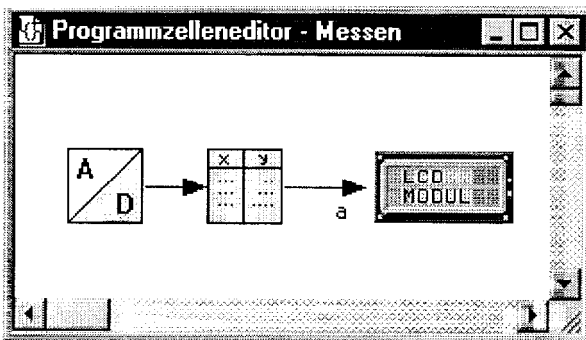 Programmzelleneditor - Messen
A
D
x y
... ...
... ...
a
LCD
MODUL